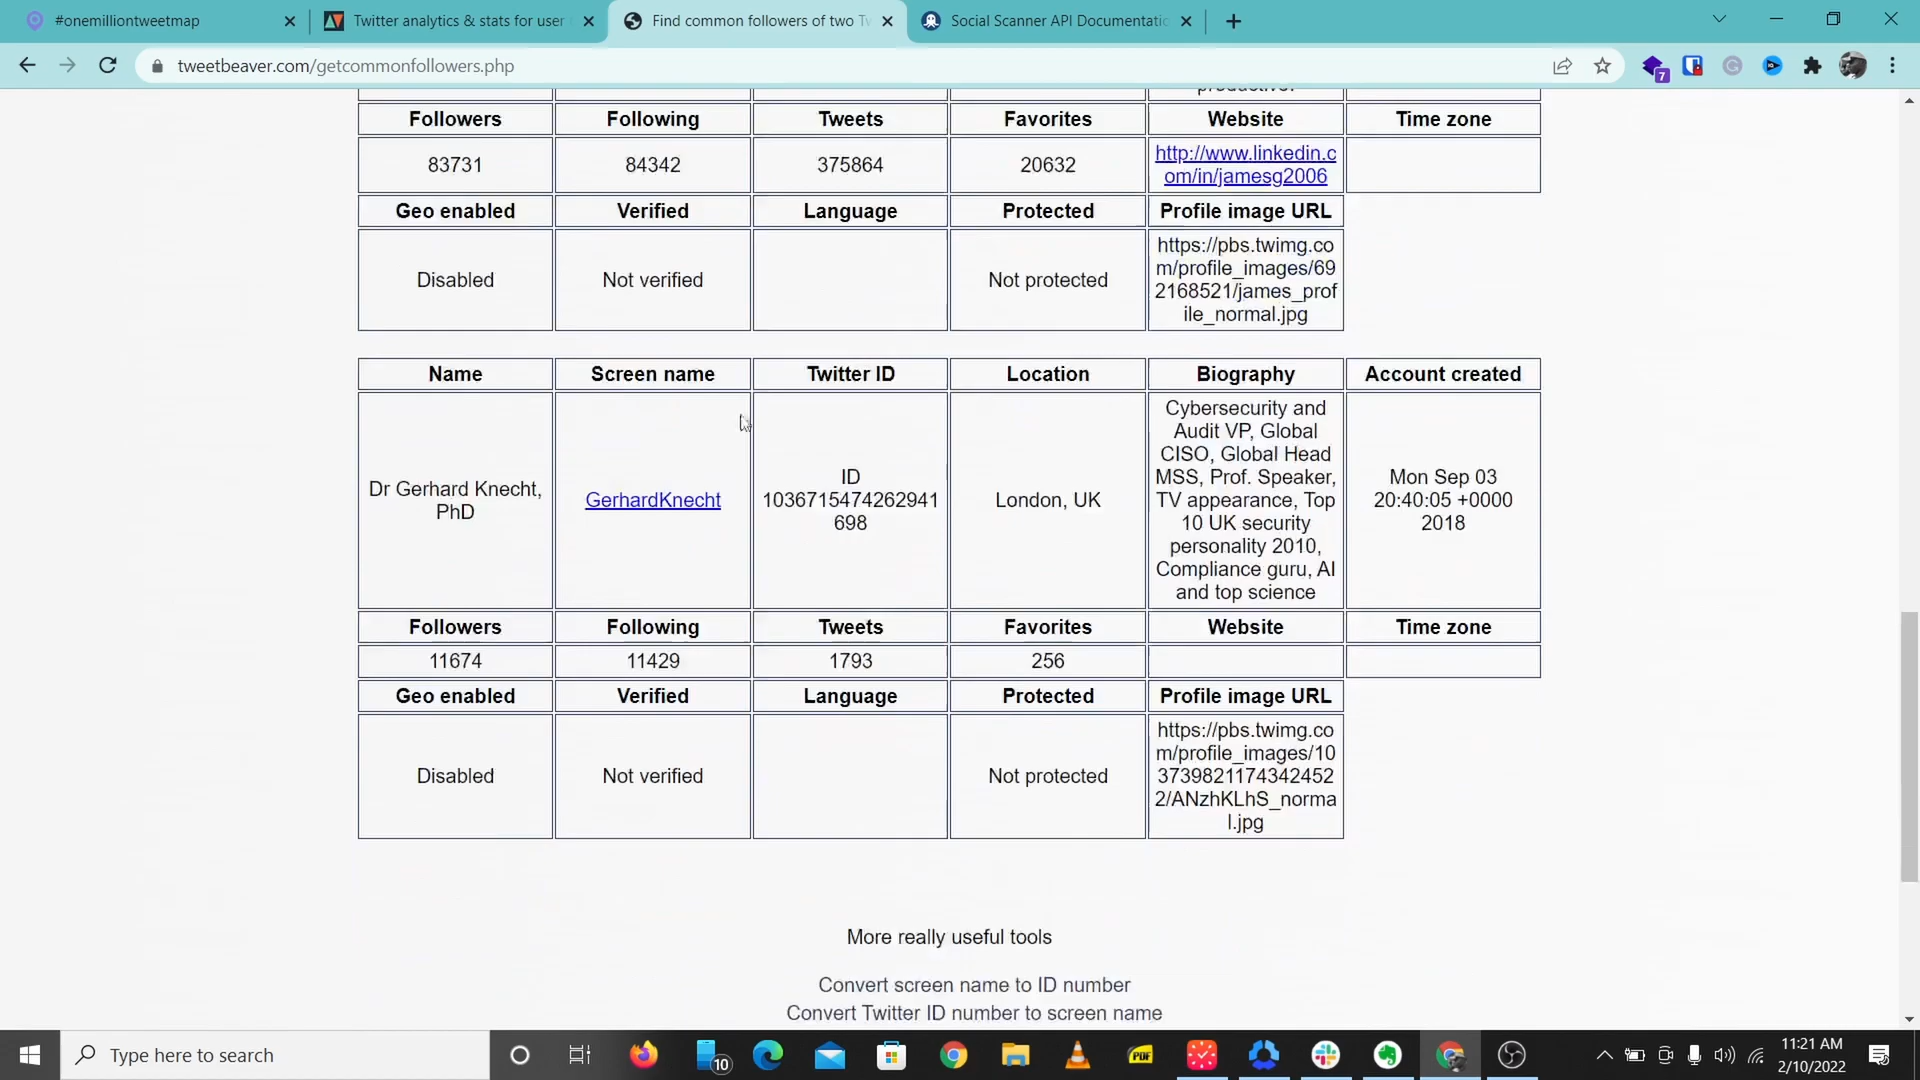 #onemilliontweetmap
Twitter analytics & stats for user
Find common followers of two Tw
Social Scanner API Documentatio
tweetbeaver.com/getcommonfollowers.php
7
productive.
Followers Following Tweets Favorites Website Time zone
83731 84342 375864 20632 http://www.linkedin.c
om/in/jamesg2006
Geo enabled Verified Language Protected Profile image URL
Disabled Not verified Not protected https://pbs.twimg.co
m/profile_images/69
2168521/james_prof
ile_normal.jpg
Name Screen name Twitter ID Location Biography Account created
Dr Gerhard Knecht,
PhD
GerhardKnecht
ID
1036715474262941
698
London, UK
Cybersecurity and
Audit VP, Global
CISO, Global Head
MSS, Prof. Speaker,
TV appearance, Top
10 UK security
personality 2010,
Compliance guru, AI
and top science
Mon Sep 03
20:40:05 +0000
2018
Followers Following Tweets Favorites Website Time zone
11674 11429 1793 256
Geo enabled Verified Language Protected Profile image URL
Disabled Not verified Not protected https://pbs.twimg.co
m/profile_images/10
3739821174342452
2/ANzhKLhS_norma
l.jpg
More really useful tools
Convert screen name to ID number
Convert Twitter ID number to screen name
Type here to search
10
PDF
11:21 AM
2/10/2022